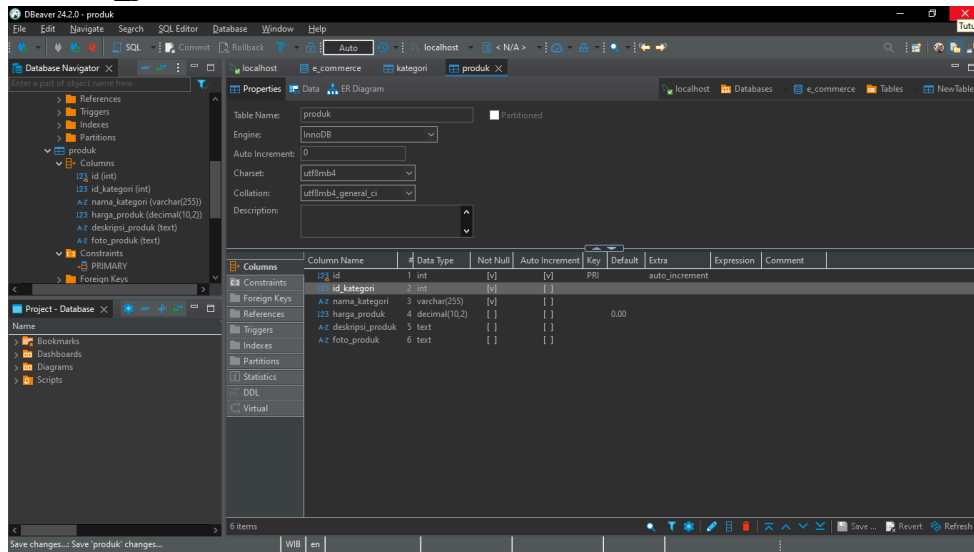 DBeaver 24.2.0 - produk
Tutu
File Edit Navigate Search SQL Editor Database Window Help
SQL Commit Rollback Auto localhost < N/A >
Database Navigator
localhost e_commerce kategori produk
Enter a part of object name here
Properties Data ER Diagram localhost Databases e_commerce Tables NewTable
References
Triggers
Indexes
Partitions
produk
Columns
123 id (int)
123 id_kategori (int)
A-Z nama_kategori (varchar(255))
123 harga_produk (decimal(10,2))
A-Z deskripsi_produk (text)
A-Z foto_produk (text)
Constraints
PRIMARY
Foreign Keys
Table Name: produk Partitioned
Engine: InnoDB
Auto Increment: 0
Charset: utf8mb4
Collation: utf8mb4_general_ci
Description:
Project - Database
Name
Bookmarks
Dashboards
Diagrams
Scripts
Columns
Constraints
Foreign Keys
References
Triggers
Indexes
Partitions
Statistics
DDL
Virtual
Column Name # Data Type Not Null Auto Increment Key Default Extra Expression Comment
123 id 1 int [v] [v] PRI auto_increment
123 id_kategori 2 int [v] [ ]
A-Z nama_kategori 3 varchar(255) [v] [ ]
123 harga_produk 4 decimal(10,2) [ ] [ ] 0.00
A-Z deskripsi_produk 5 text [ ] [ ]
A-Z foto_produk 6 text [ ] [ ]
6 items Save ... Revert Refresh
Save changes...: Save 'produk' changes... WIB en